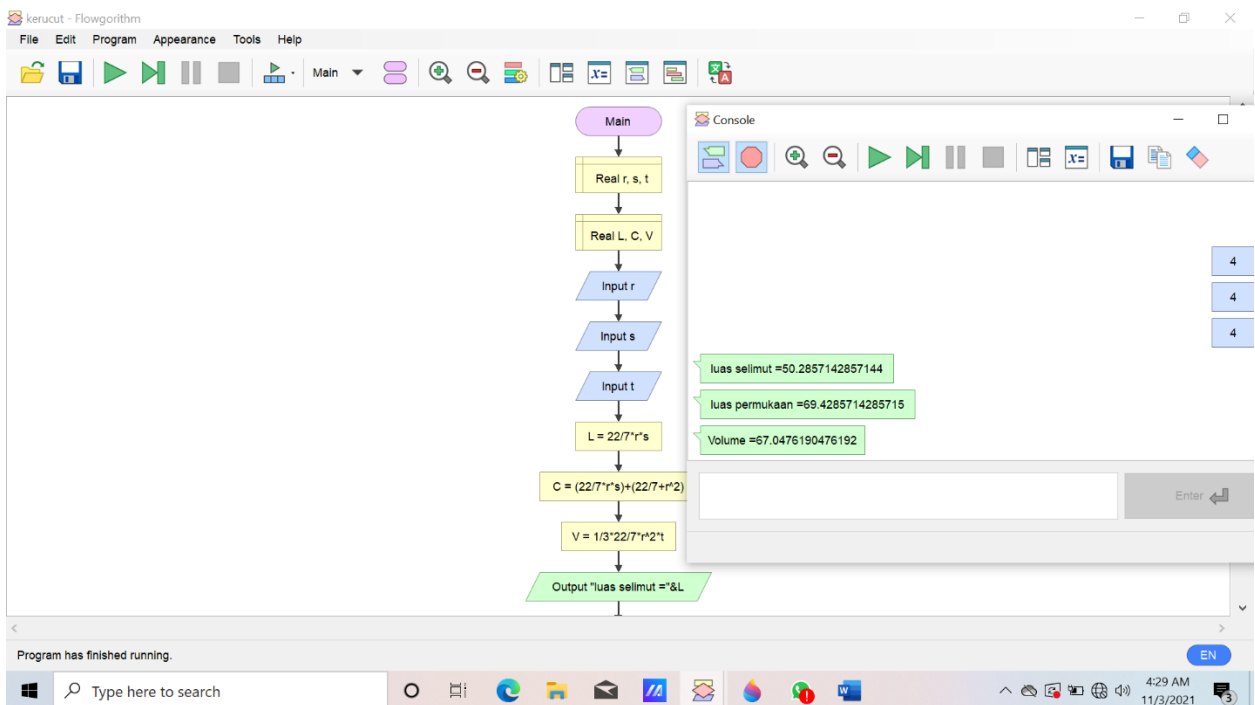 kerucut - Flowgorithm
File Edit Program Appearance Tools Help
Main
x=
Main
Real r, s, t
Real L, C, V
Input r
Input s
Input t
L = 22/7*r*s
C = (22/7*r*s)+(22/7+r^2)
V = 1/3*22/7*r^2*t
Output "luas selimut ="&L
Console
x=
4
4
4
luas selimut =50.2857142857144
luas permukaan =69.4285714285715
Volume =67.0476190476192
Enter
Program has finished running.
EN
Type here to search
4:29 AM
11/3/2021
3